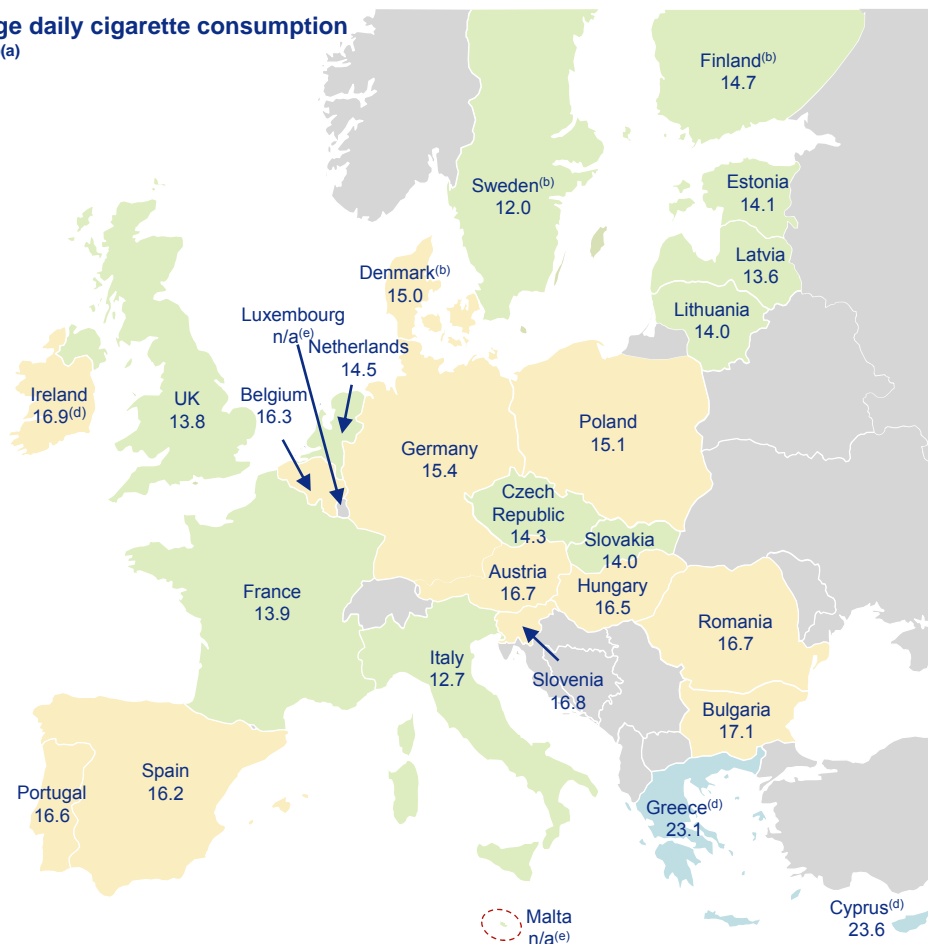 ge daily cigarette consumption
(a)
Finland(b)
14.7
Sweden(b)
12.0
Estonia
14.1
Latvia
13.6
Lithuania
14.0
Denmark(b)
15.0
Luxembourg
n/a(e)
Netherlands
14.5
Ireland
16.9(d)
UK
13.8
Belgium
16.3
Germany
15.4
Poland
15.1
Czech
Republic
14.3
Slovakia
14.0
Austria
16.7
Hungary
16.5
France
13.9
Romania
16.7
Italy
12.7
Slovenia
16.8
Bulgaria
17.1
Spain
16.2
Portugal
16.6
Greece(d)
23.1
Cyprus(d)
23.6
Malta
n/a(e)